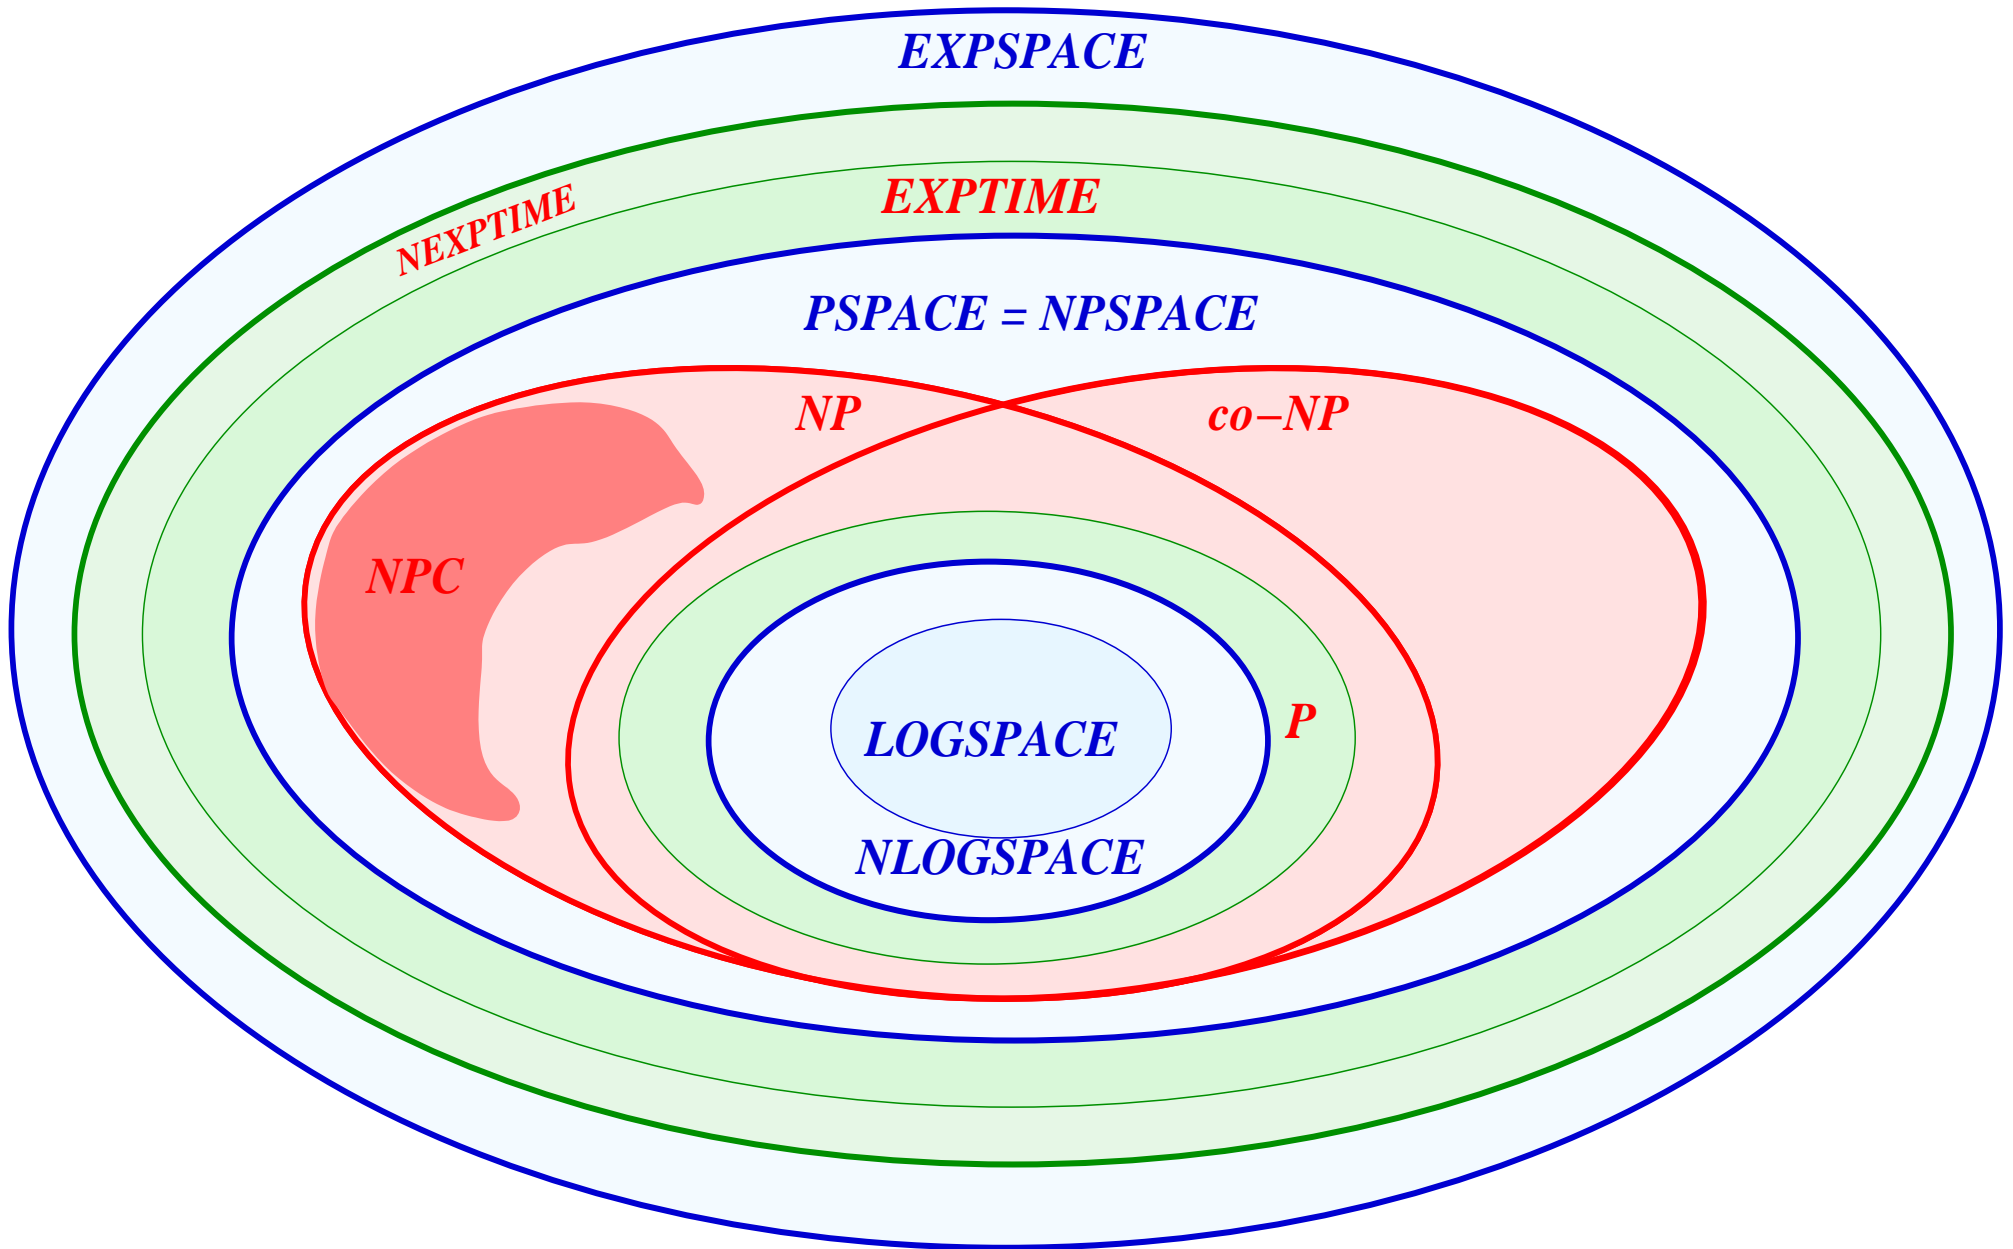 EXPSPACE
EXPTIME
NEXPTIME
PSPACE = NPSPACE
NP
co–NP
NPC
P
LOGSPACE
NLOGSPACE